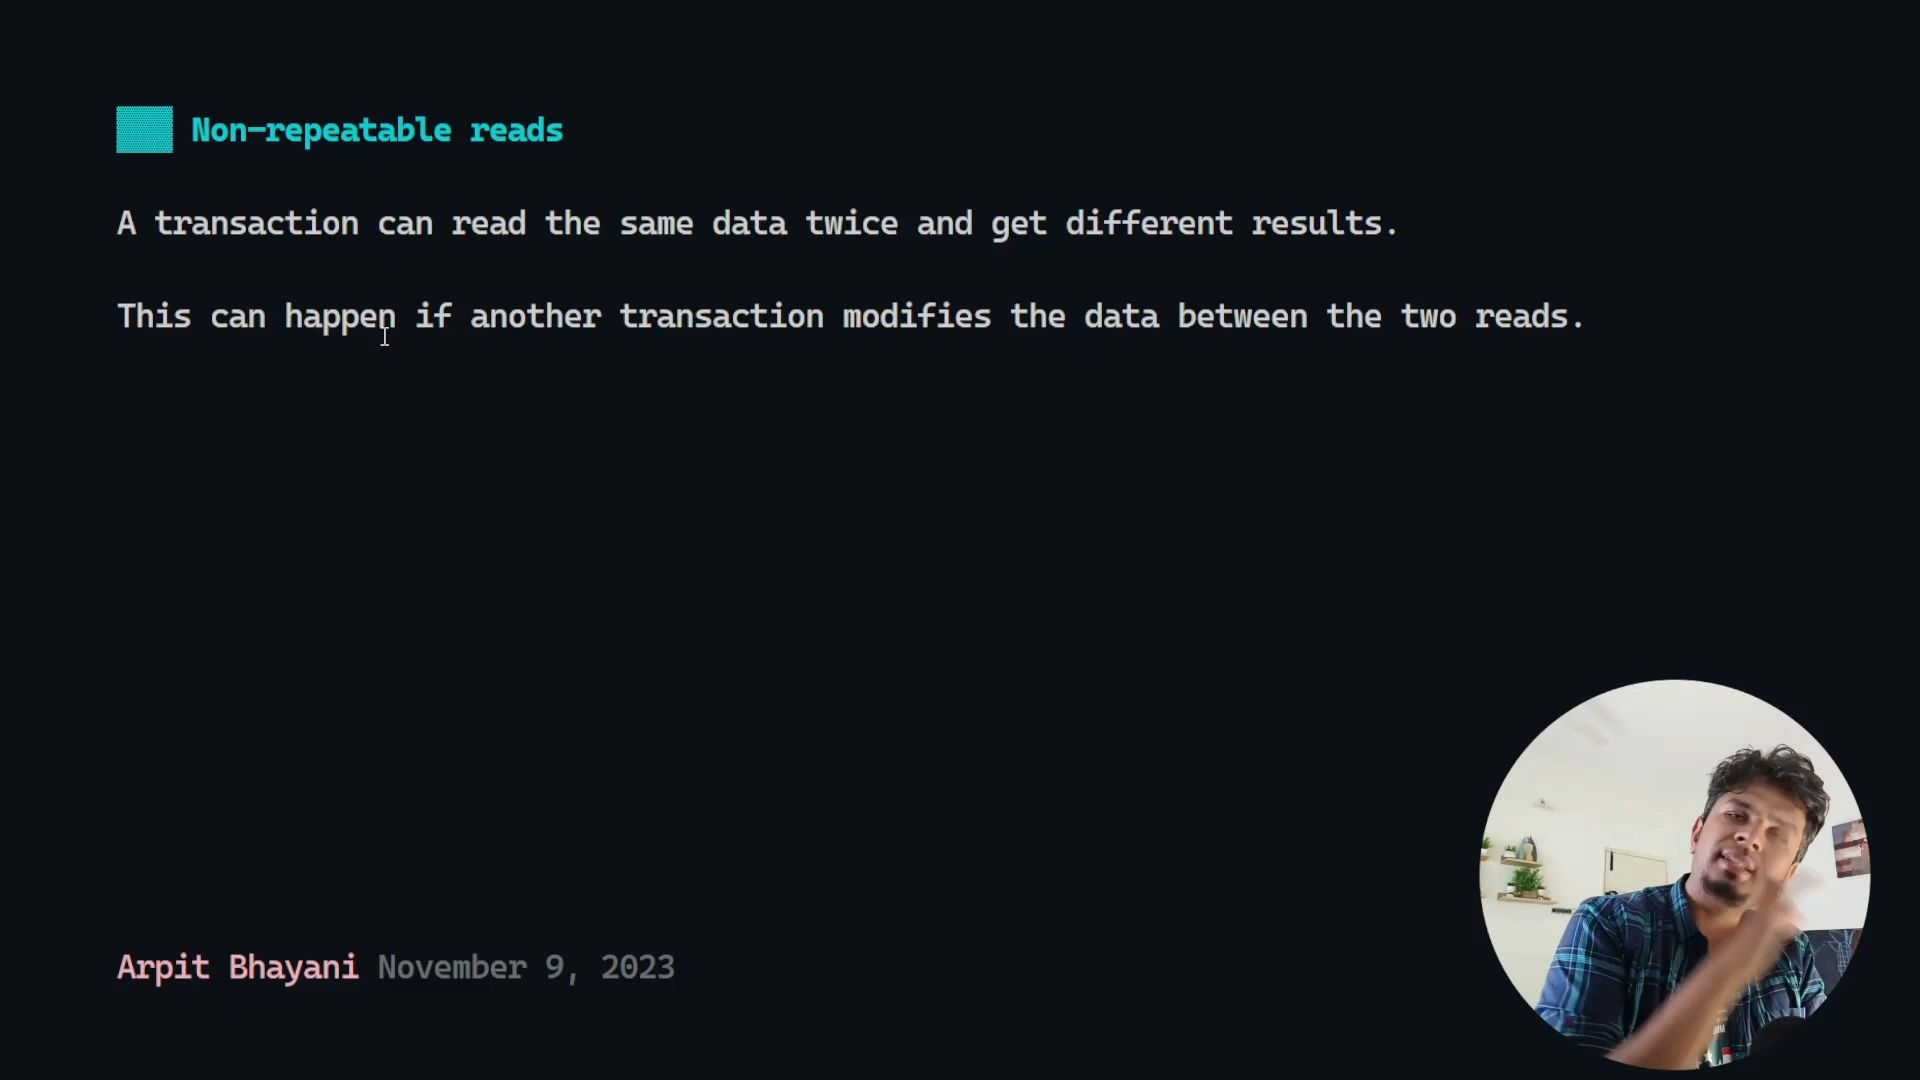 Non-repeatable reads
A transaction can read the same data twice and get different results.
This can happen if another transaction modifies the data between the two reads.
Arpit Bhayani November 9, 2023